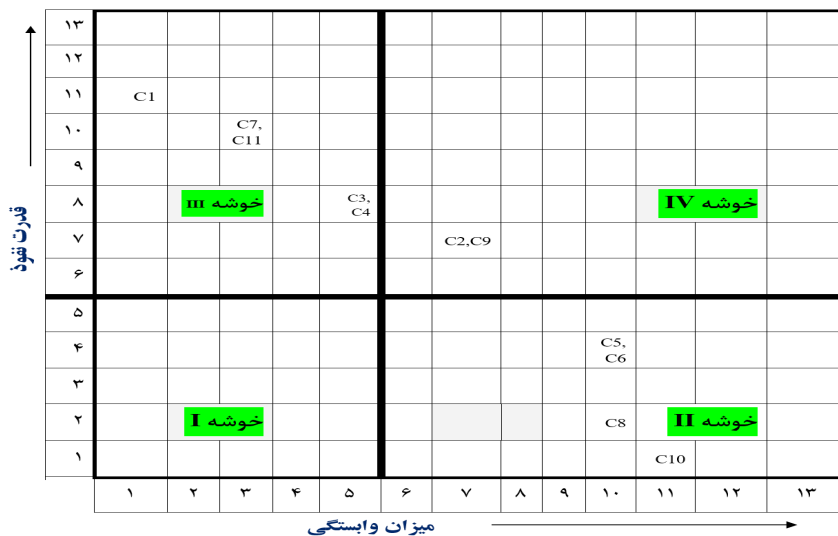 ۱۳
۱۲
۱۱ C1
۱۰ C7,
C11
۹
۸ خوشه III C3,
C4 خوشه IV
۷ C2,C9
۶
۵
۴ C5,
C6
۳
۲ خوشه I C8 خوشه II
۱ C10
۱ ۲ ۳ ۴ ۵ ۶ ۷ ۸ ۹ ۱۰ ۱۱ ۱۲ ۱۳
میزان وابستگی
قدرت نفوذ